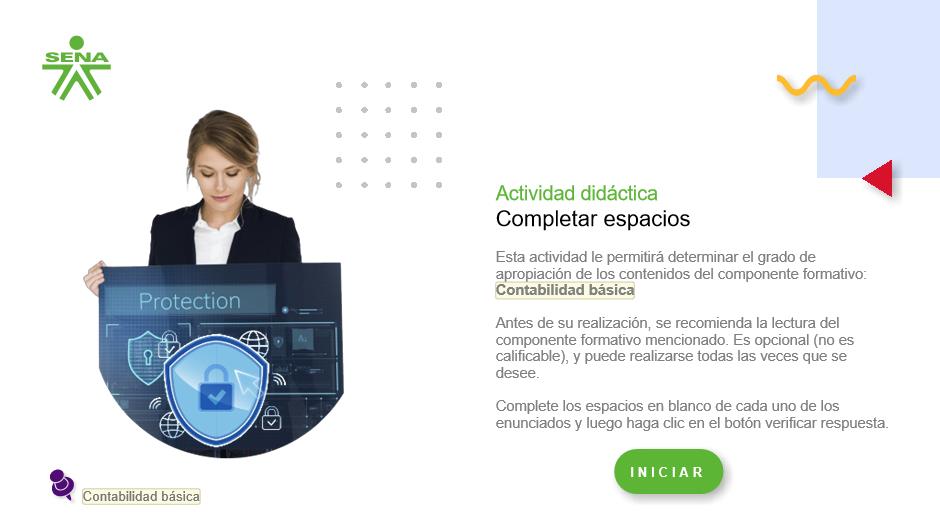 SENA
Protection
Actividad didáctica
Completar espacios
Esta actividad le permitirá determinar el grado de
apropiación de los contenidos del componente formativo:
Contabilidad básica
Antes de su realización, se recomienda la lectura del
componente formativo mencionado. Es opcional (no es
calificable), y puede realizarse todas las veces que se
desee.
Complete los espacios en blanco de cada uno de los
enunciados y luego haga clic en el botón verificar respuesta.
INICIAR
Contabilidad básica